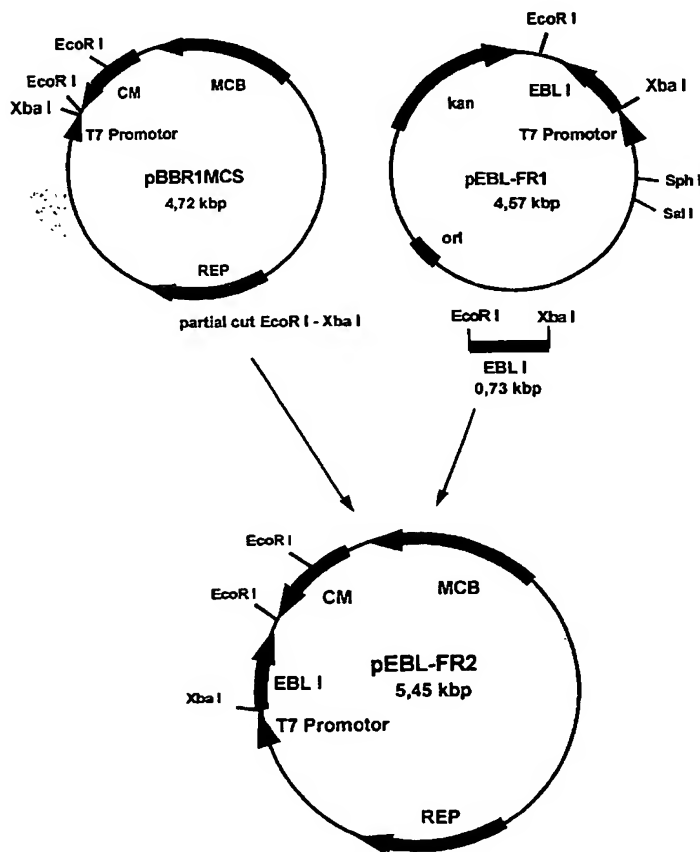 EcoR I
EcoR I
Xba I
CM
MCB
T7 Promotor
pBBR1MCS
4,72 kbp
REP
partial cut EcoR I - Xba I
EcoR I
kan
EBL I
Xba I
T7 Promotor
pEBL-FR1
4,57 kbp
Sph I
Sal I
ori
EcoR I
Xba I
EBL I
0,73 kbp
EcoR I
EcoR I
CM
MCB
pEBL-FR2
5,45 kbp
EBL I
Xba I
T7 Promotor
REP